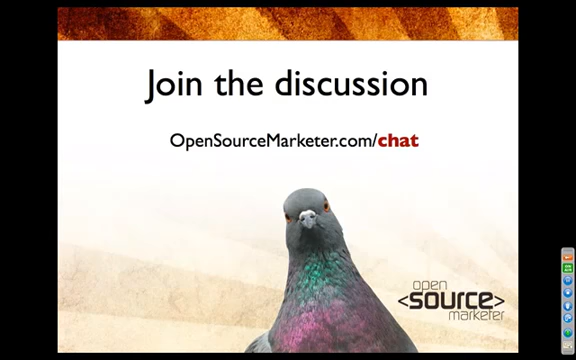 Join the discussion
OpenSourceMarketer.com/chat
open
<source>
marketer